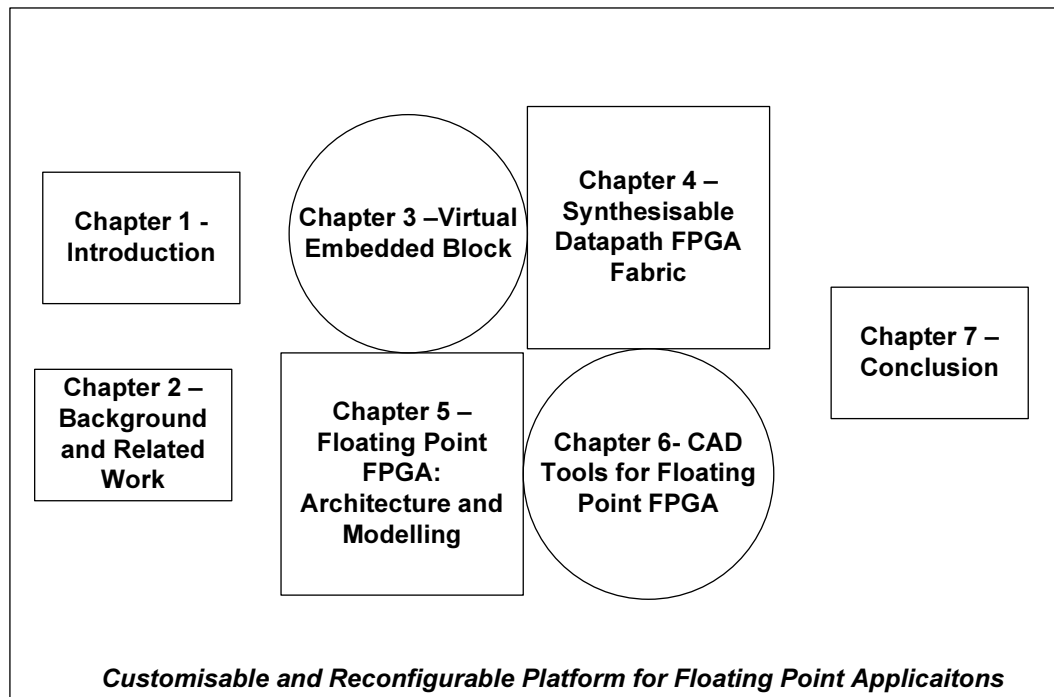 Chapter 1 -
Introduction
Chapter 2 –
Background
and Related
Work
Chapter 3 –Virtual
Embedded Block
Chapter 4 –
Synthesisable
Datapath FPGA
Fabric
Chapter 5 –
Floating Point
FPGA:
Architecture and
Modelling
Chapter 6- CAD
Tools for Floating
Point FPGA
Chapter 7 –
Conclusion
Customisable and Reconfigurable Platform for Floating Point Applicaitons